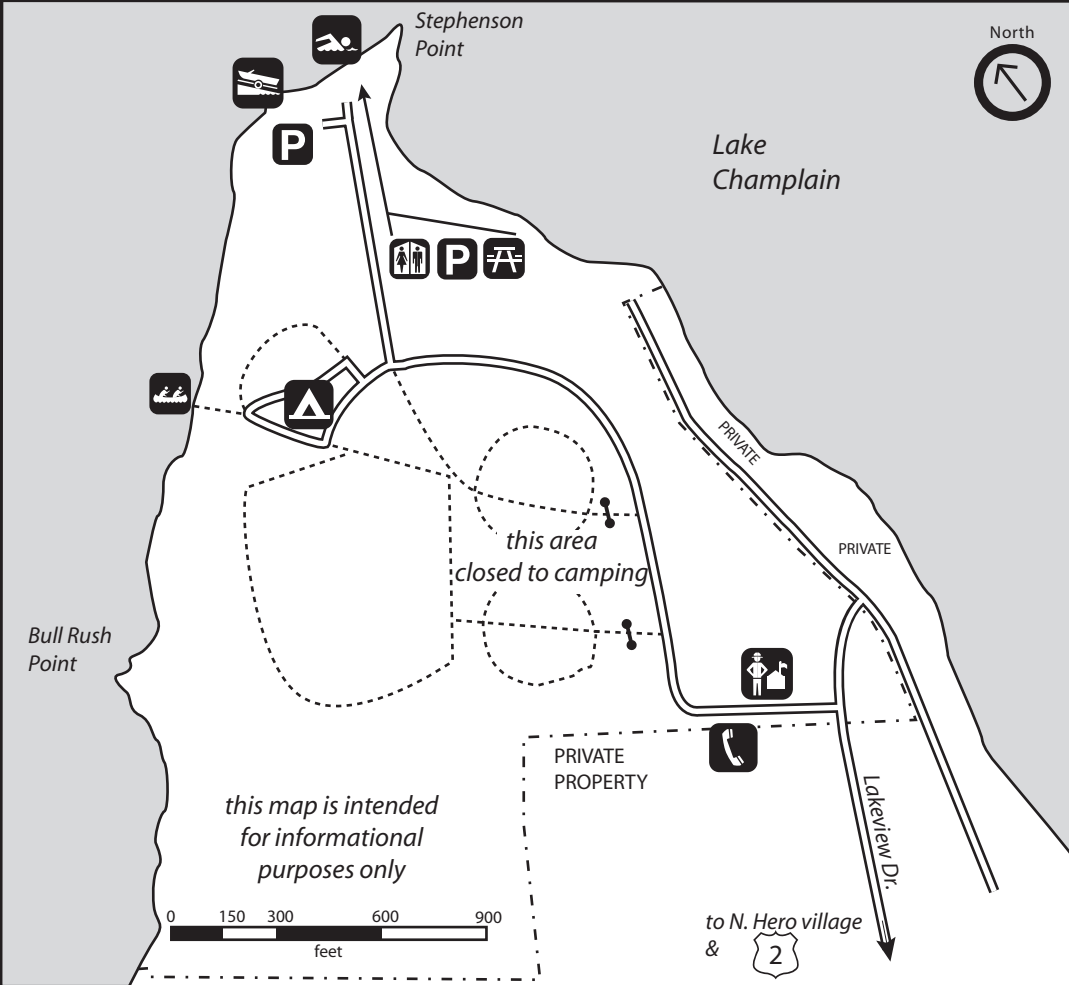 Stephenson
Point
North
Lake
Champlain
P
P
PRIVATE
PRIVATE
this area
closed to camping
Bull Rush
Point
PRIVATE
PROPERTY
Lakeview Dr.
this map is intended
for informational
purposes only
0 150 300 600 900
feet
to N. Hero village
& 2